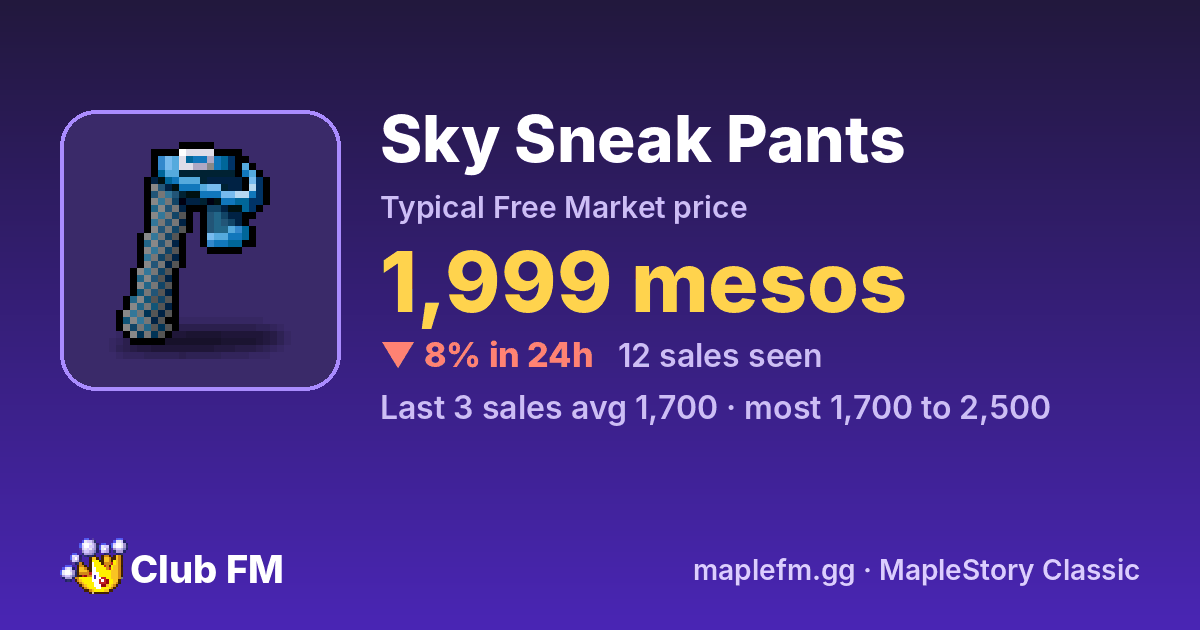 Sky Sneak Pants
Typical Free Market price
1,999 mesos
▼ 8% in 24h 12 sales seen
Last 3 sales avg 1,700 · most 1,700 to 2,500
Club FM
maplefm.gg · MapleStory Classic